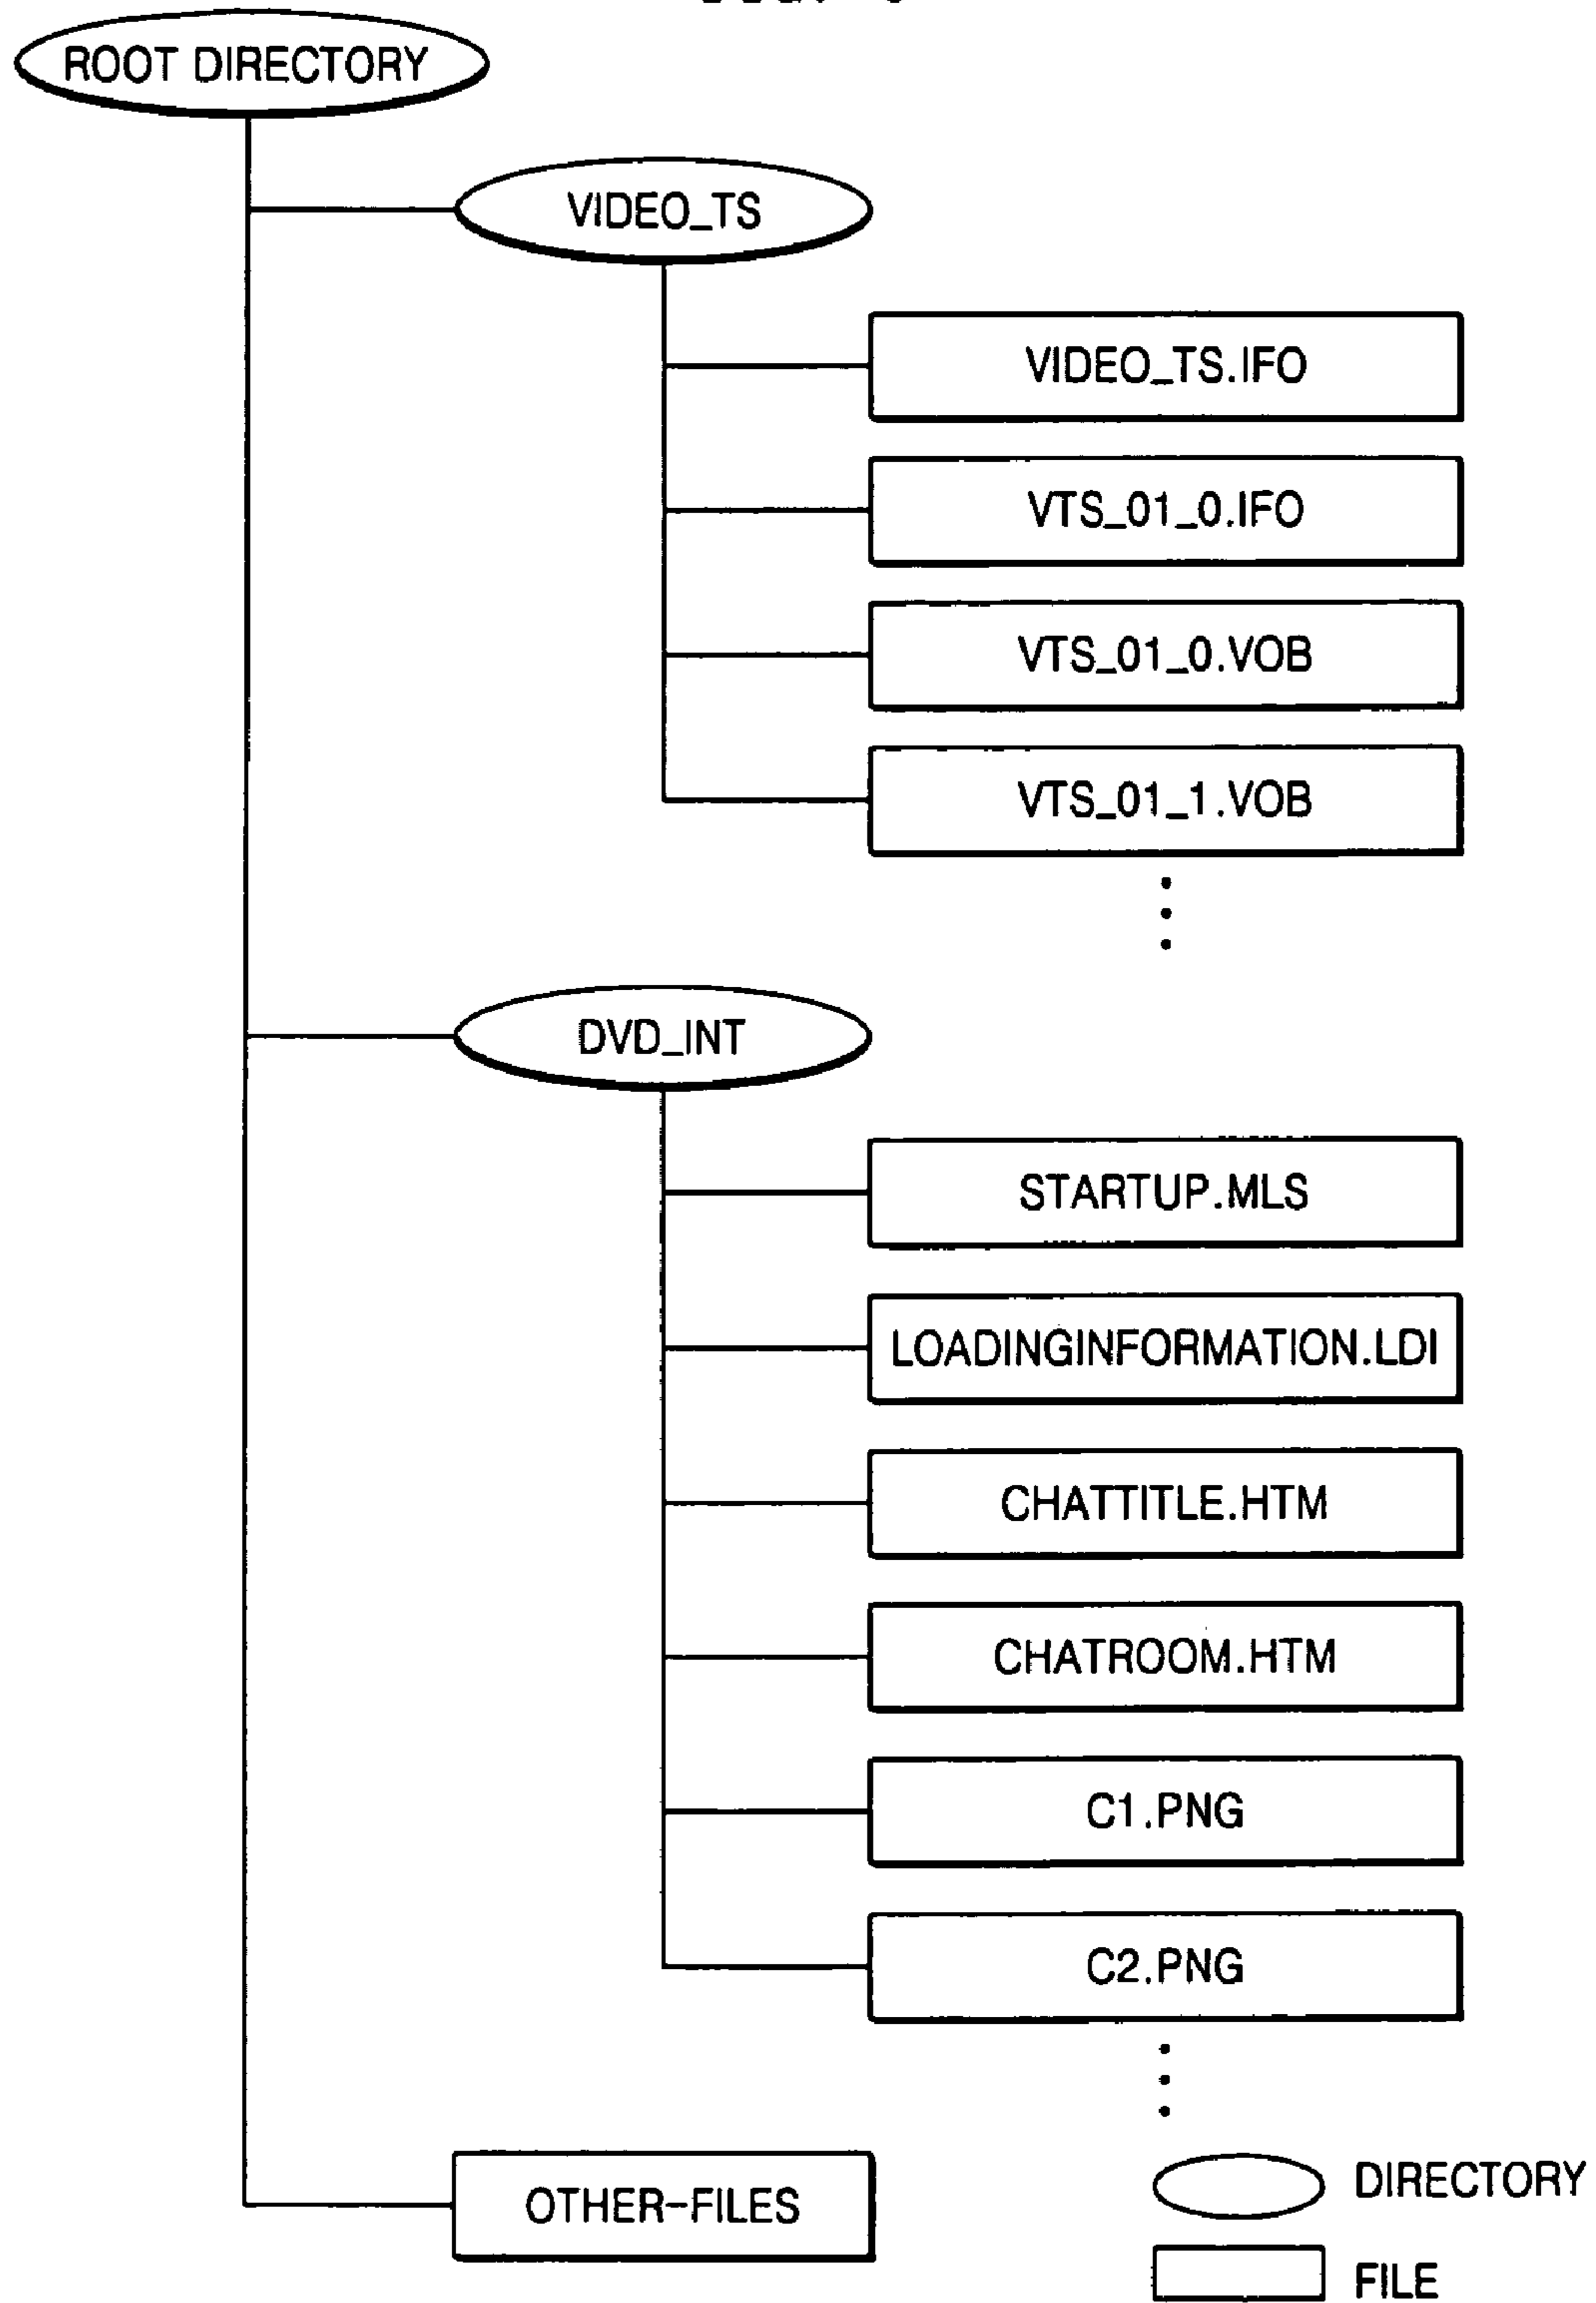 ROOT DIRECTORY
VIDEO_TS
VIDEO_TS.IFO
VTS_01_0.IFO
VTS_01_0.VOB
VTS_01_1.VOB
DVD_INT
STARTUP.MLS
LOADINGINFORMATION.LDI
CHATTITLE.HTM
CHATROOM.HTM
C1.PNG
C2.PNG
OTHER-FILES
DIRECTORY
FILE